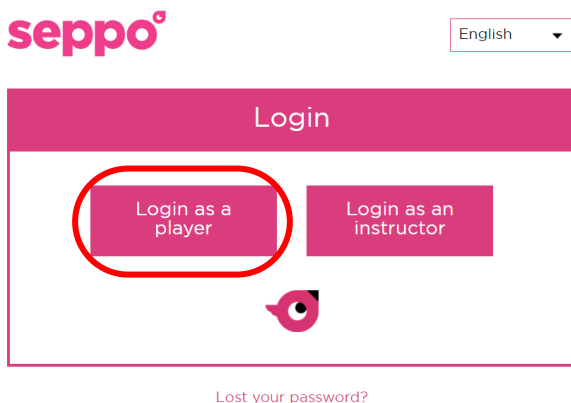 seppo
English
Login
Login as a
player
Login as an
instructor
Lost your password?